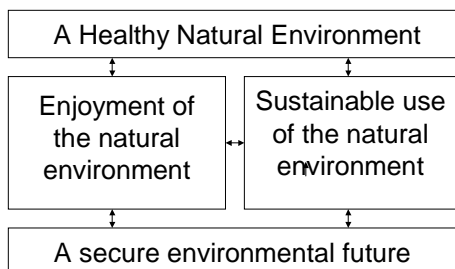 A Healthy Natural Environment
Enjoyment of
the natural
environment
Sustainable use
of the natural
environment
A secure environmental future